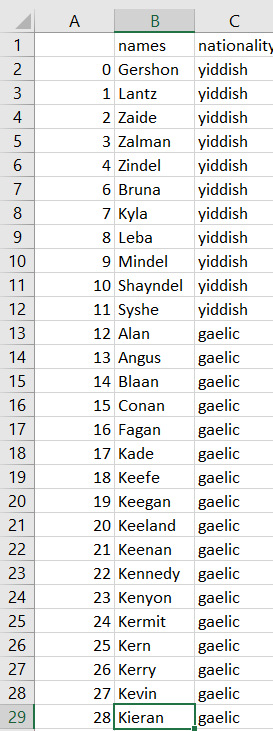 A B C
1 names nationality
2 0 Gershon yiddish
3 1 Lantz yiddish
4 2 Zaide yiddish
5 3 Zalman yiddish
6 4 Zindel yiddish
7 6 Bruna yiddish
8 7 Kyla yiddish
9 8 Leba yiddish
10 9 Mindel yiddish
11 10 Shayndel yiddish
12 11 Syshe yiddish
13 12 Alan gaelic
14 13 Angus gaelic
15 14 Blaan gaelic
16 15 Conan gaelic
17 16 Fagan gaelic
18 17 Kade gaelic
19 18 Keefe gaelic
20 19 Keegan gaelic
21 20 Keeland gaelic
22 21 Keenan gaelic
23 22 Kennedy gaelic
24 23 Kenyon gaelic
25 24 Kermit gaelic
26 25 Kern gaelic
27 26 Kerry gaelic
28 27 Kevin gaelic
29 28 Kieran gaelic